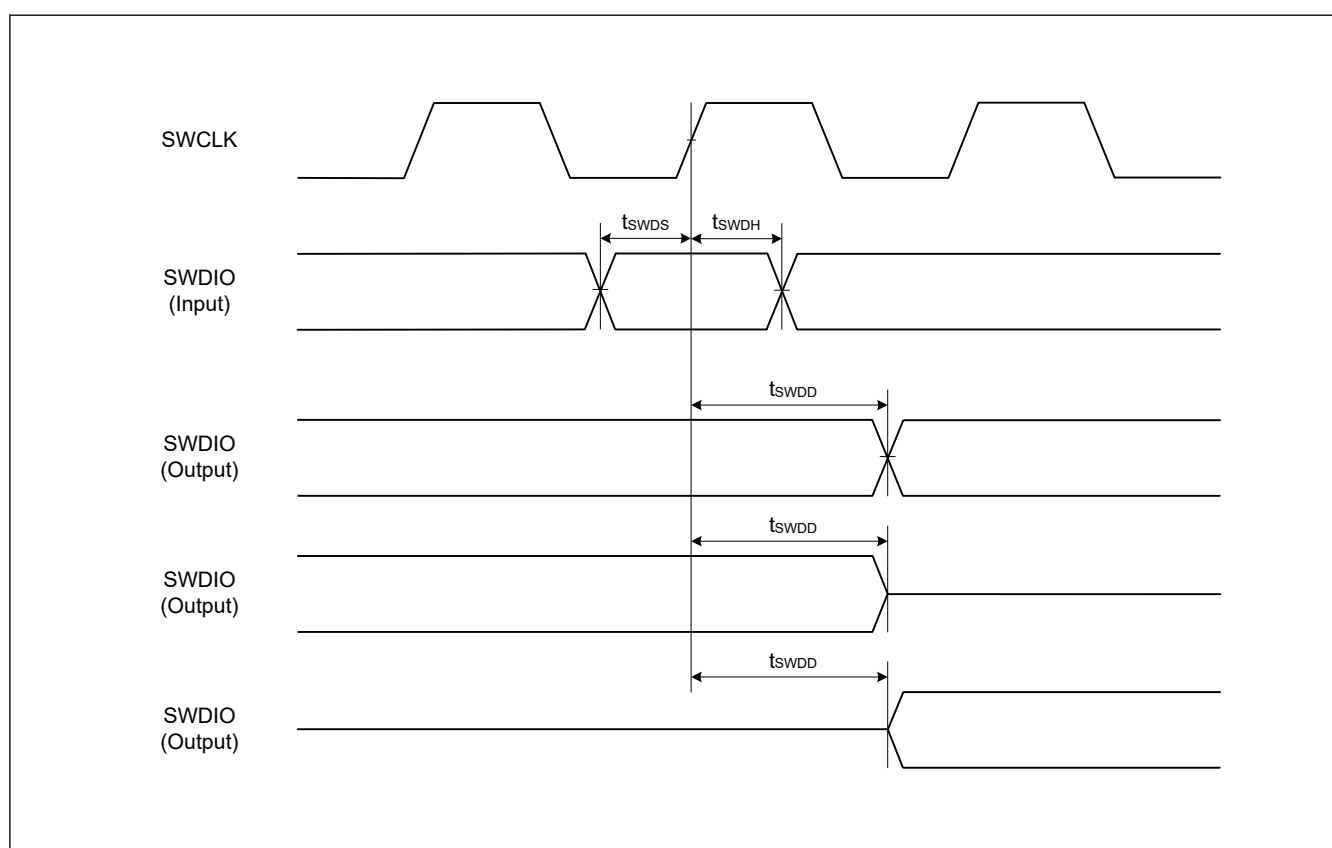 SWCLK
tSWDS
tSWDH
SWDIO
(Input)
tSWDD
SWDIO
(Output)
tSWDD
SWDIO
(Output)
tSWDD
SWDIO
(Output)